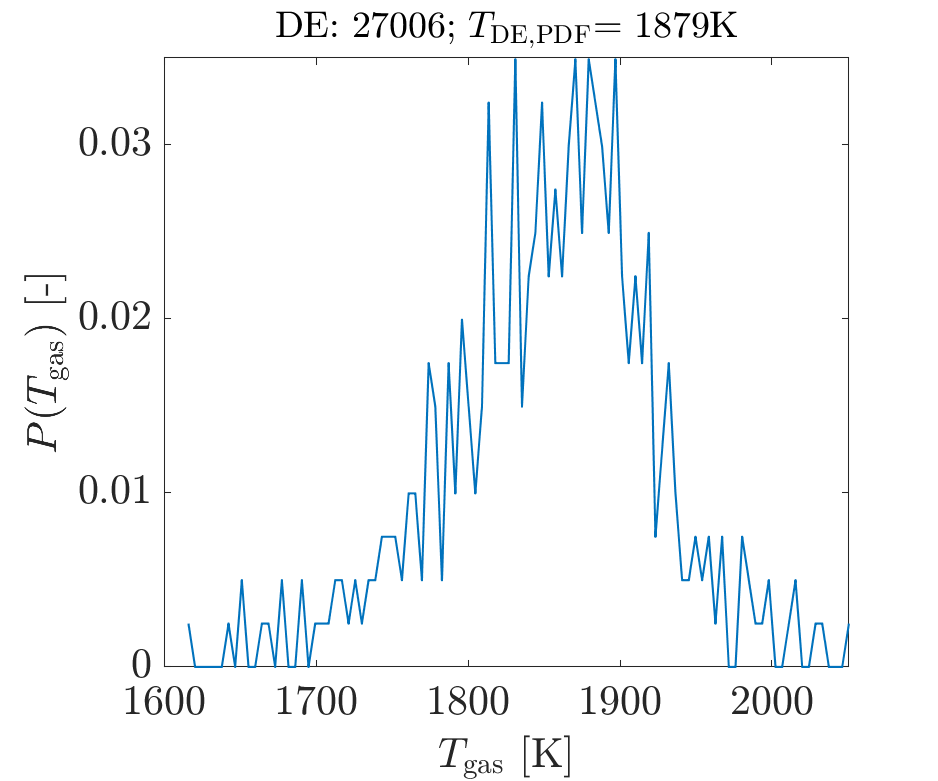 DE: 27006; T_DE,PDF= 1879K
0.03
0.02
0.01
0
P(T_gas) [-]
1600 1700 1800 1900 2000
T_gas [K]